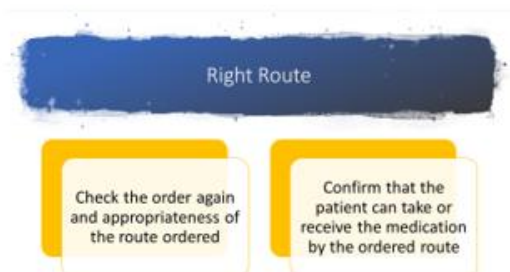 Right Route
Check the order again
and appropriateness of
the route ordered
Confirm that the
patient can take or
receive the medication
by the ordered route